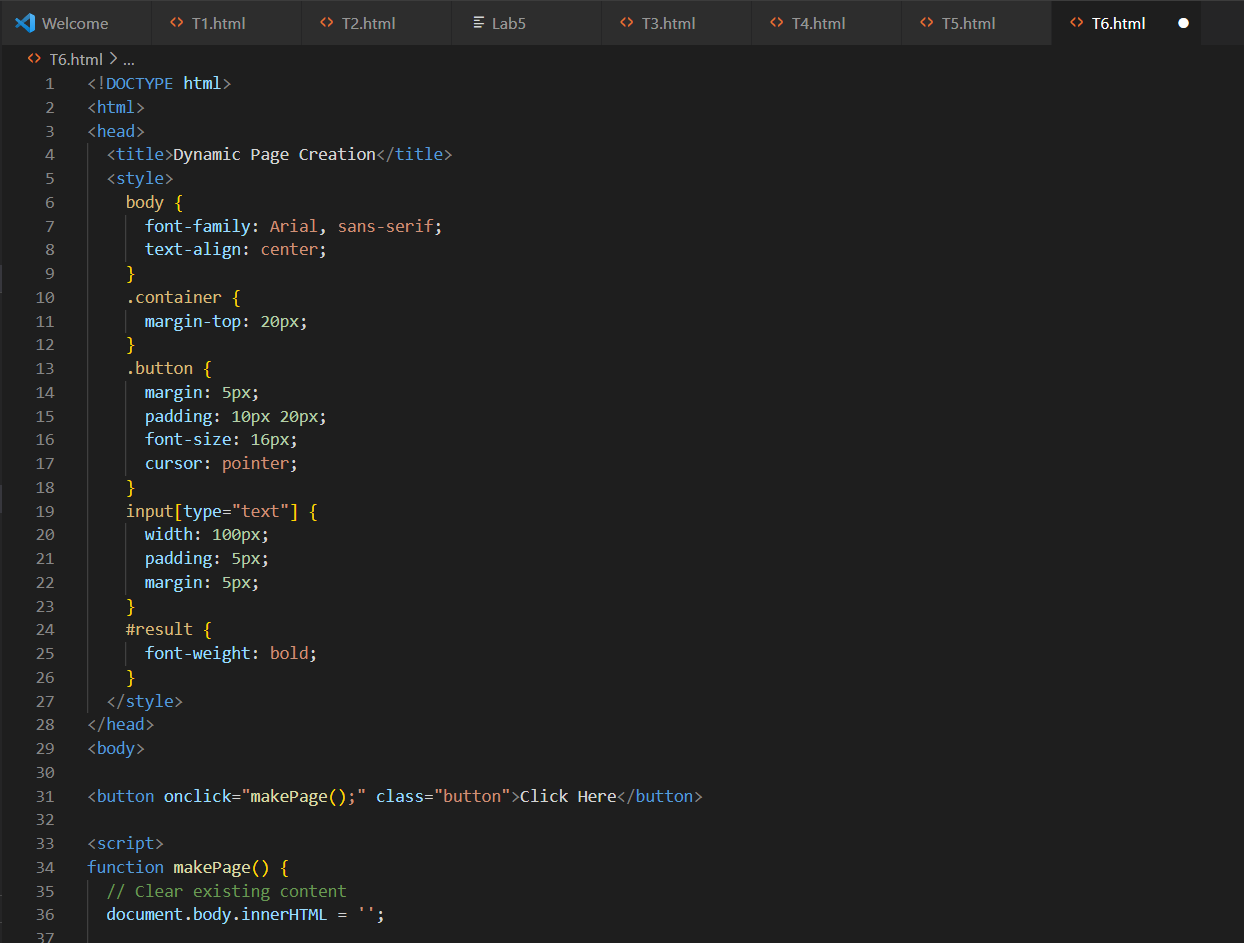 Welcome T1.html T2.html Lab5 T3.html T4.html T5.html T6.html
T6.html > ...
1 <!DOCTYPE html>
2 <html>
3 <head>
4 <title>Dynamic Page Creation</title>
5 <style>
6 body {
7 font-family: Arial, sans-serif;
8 text-align: center;
9 }
10 .container {
11 margin-top: 20px;
12 }
13 .button {
14 margin: 5px;
15 padding: 10px 20px;
16 font-size: 16px;
17 cursor: pointer;
18 }
19 input[type="text"] {
20 width: 100px;
21 padding: 5px;
22 margin: 5px;
23 }
24 #result {
25 font-weight: bold;
26 }
27 </style>
28 </head>
29 <body>
30
31 <button onclick="makePage();" class="button">Click Here</button>
32
33 <script>
34 function makePage() {
35 // Clear existing content
36 document.body.innerHTML = '';
37